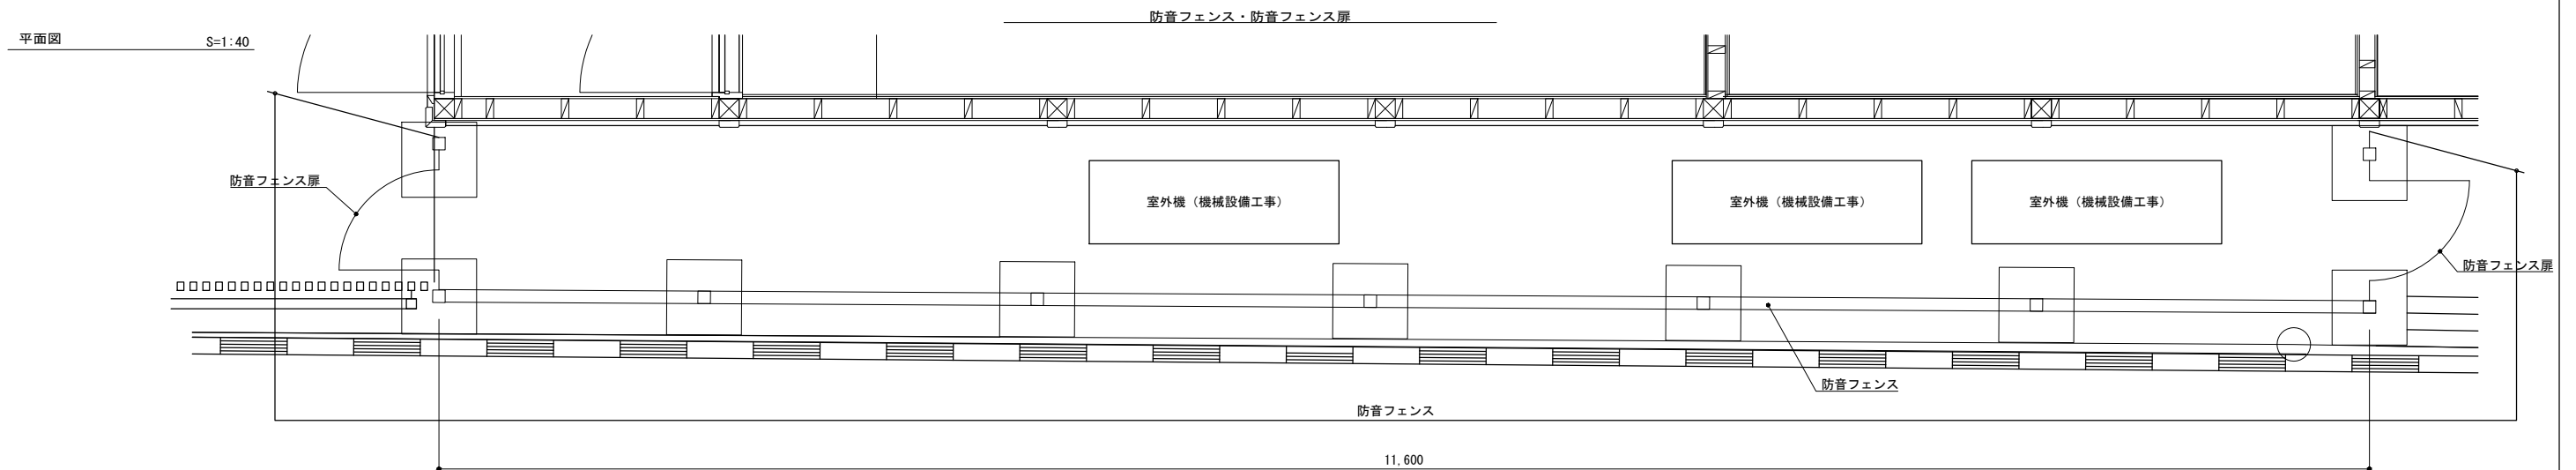 防音フェンス・防音フェンス扉
平面図
S=1:40
防音フェンス扉
室外機（機械設備工事）
室外機（機械設備工事）
室外機（機械設備工事）
防音フェンス扉
防音フェンス
防音フェンス
11,600